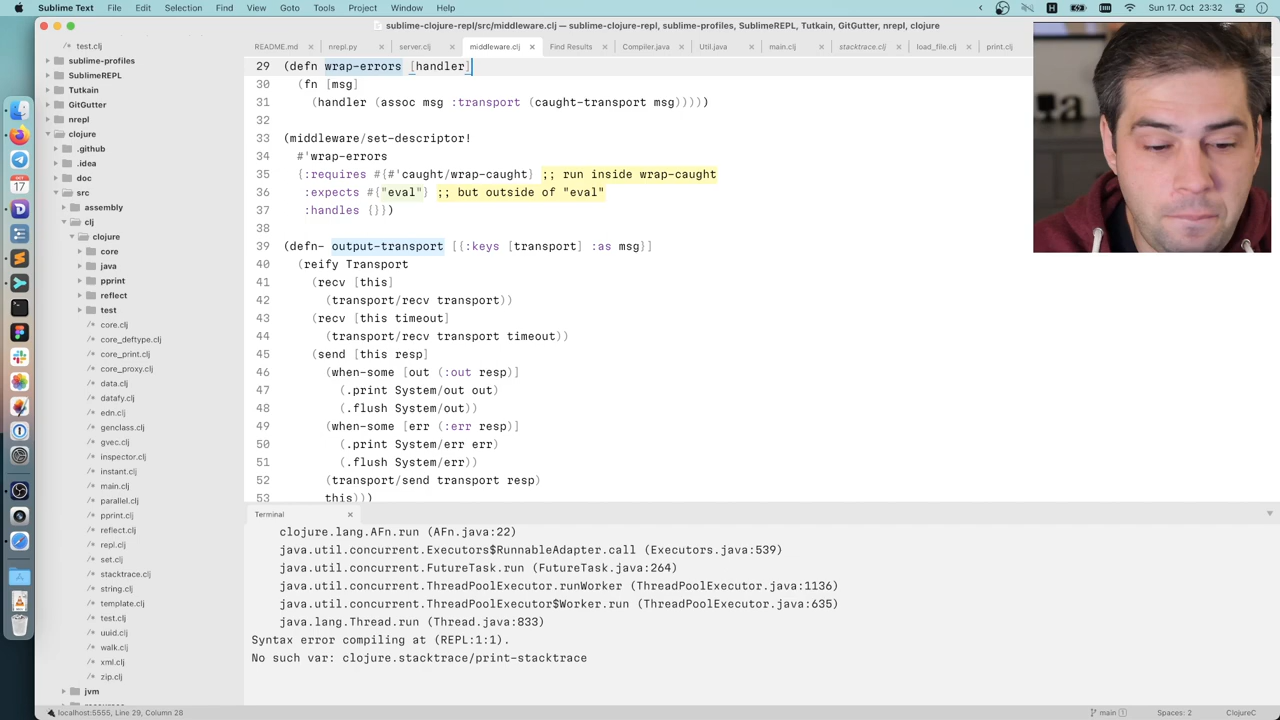 Sublime Text File Edit Selection Find View Goto Tools Project Window Help Sun 17. Oct 23:32
sublime-clojure-repl/src/middleware.clj — sublime-clojure-repl, sublime-profiles, SublimeREPL, Tutkain, GitGutter, nrepl, clojure
README.md nrepl.py server.clj middleware.clj Find Results Compiler.java Util.java main.clj stacktrace.clj load_file.clj print.clj
test.clj
sublime-profiles
SublimeREPL
Tutkain
GitGutter
nrepl
clojure
.github
.idea
doc
src
assembly
clj
clojure
core
java
pprint
reflect
test
core.clj
core_deftype.clj
core_print.clj
core_proxy.clj
data.clj
datafy.clj
edn.clj
genclass.clj
gvec.clj
inspector.clj
instant.clj
main.clj
parallel.clj
pprint.clj
reflect.clj
repl.clj
set.clj
stacktrace.clj
string.clj
template.clj
test.clj
uuid.clj
walk.clj
xml.clj
zip.clj
jvm
29 (defn wrap-errors [handler]
30 (fn [msg]
31 (handler (assoc msg :transport (caught-transport msg)))))
32
33 (middleware/set-descriptor!
34 #'wrap-errors
35 {:requires #{#'caught/wrap-caught} ;; run inside wrap-caught
36 :expects #{"eval"} ;; but outside of "eval"
37 :handles {}})
38
39 (defn- output-transport [{:keys [transport] :as msg}]
40 (reify Transport
41 (recv [this]
42 (transport/recv transport))
43 (recv [this timeout]
44 (transport/recv transport timeout))
45 (send [this resp]
46 (when-some [out (:out resp)]
47 (.print System/out out)
48 (.flush System/out))
49 (when-some [err (:err resp)]
50 (.print System/err err)
51 (.flush System/err))
52 (transport/send transport resp)
53 this)))
Terminal
clojure.lang.AFn.run (AFn.java:22)
java.util.concurrent.Executors$RunnableAdapter.call (Executors.java:539)
java.util.concurrent.FutureTask.run (FutureTask.java:264)
java.util.concurrent.ThreadPoolExecutor.runWorker (ThreadPoolExecutor.java:1136)
java.util.concurrent.ThreadPoolExecutor$Worker.run (ThreadPoolExecutor.java:635)
java.lang.Thread.run (Thread.java:833)
Syntax error compiling at (REPL:1:1).
No such var: clojure.stacktrace/print-stacktrace
localhost:5555, Line 29, Column 28 main 1 Spaces: 2 ClojureC